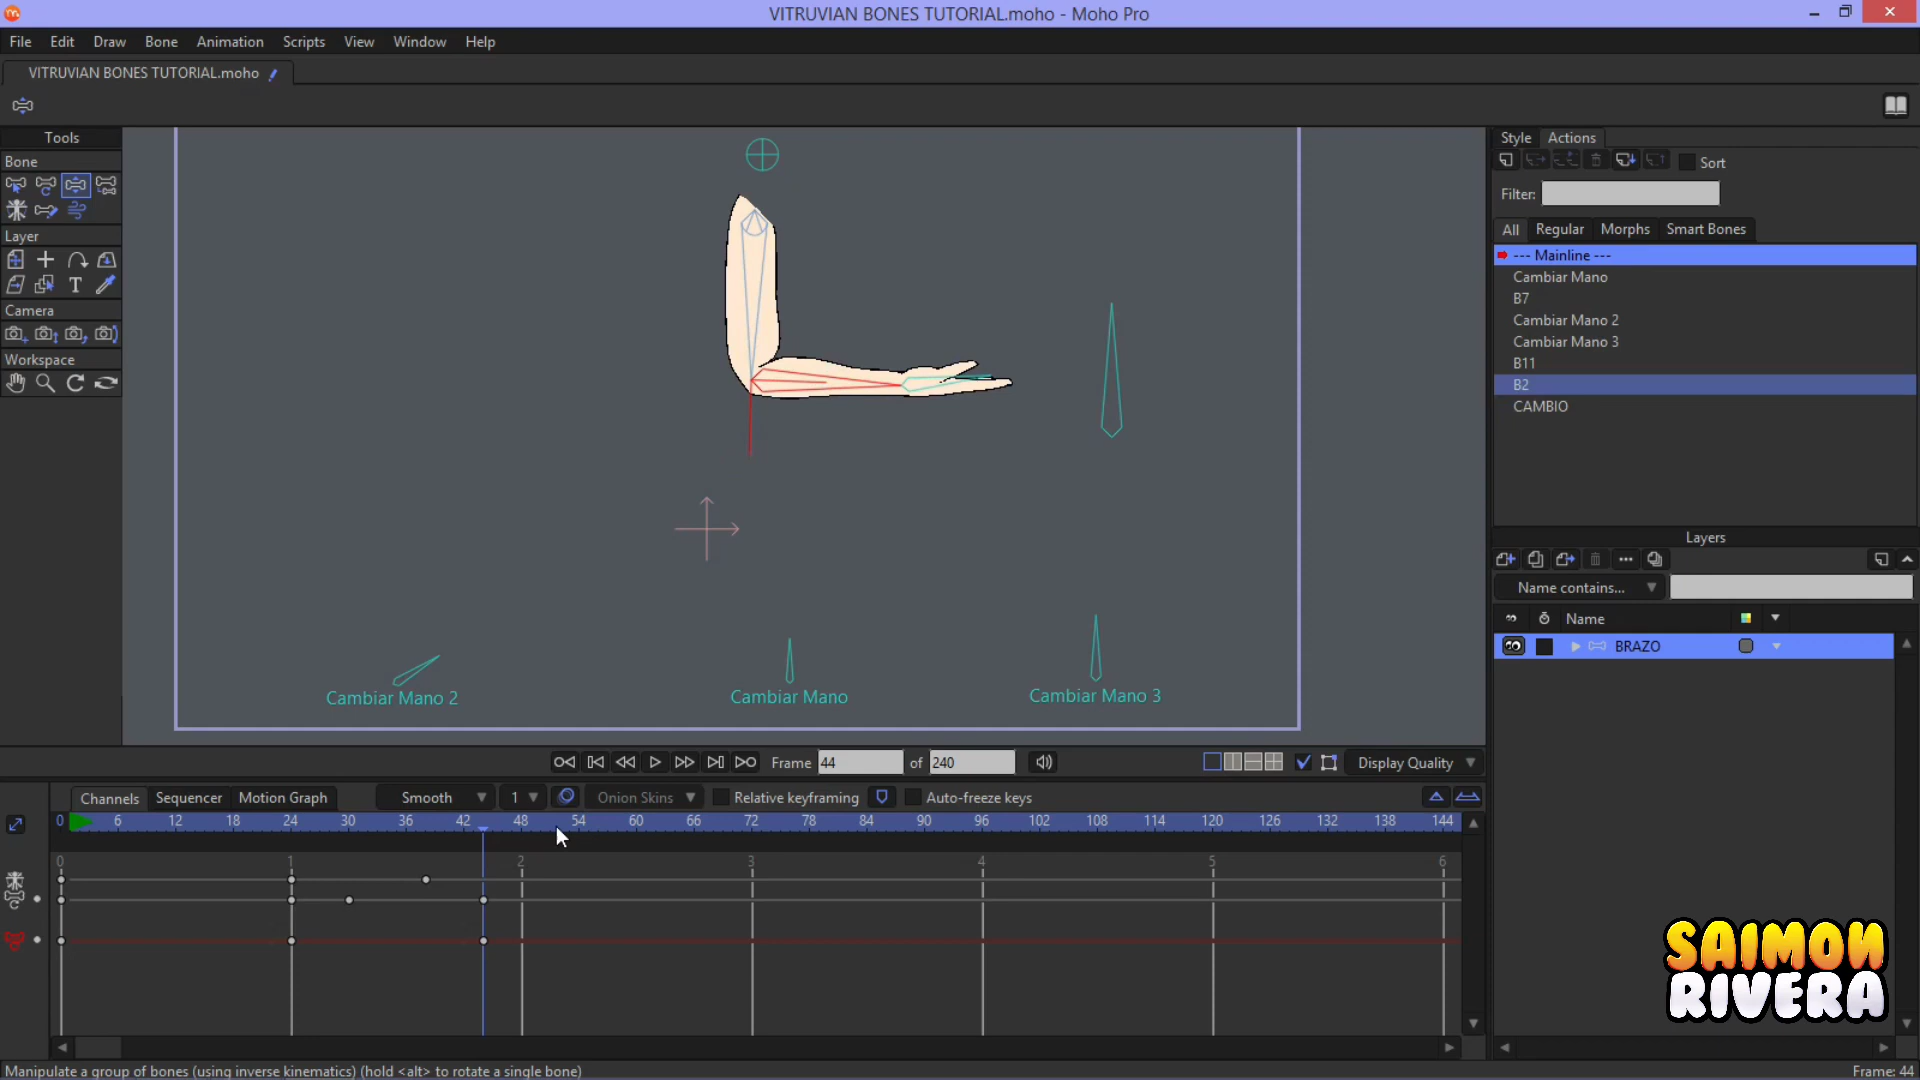 VITRUVIAN BONES TUTORIAL.moho - Moho Pro
File Edit Draw Bone Animation Scripts View Window Help
VITRUVIAN BONES TUTORIAL.moho
Tools
Bone
Layer
T
Camera
Workspace
Cambiar Mano 2
Cambiar Mano
Cambiar Mano 3
Style Actions
Sort
Filter:
All Regular Morphs Smart Bones
--- Mainline ---
Cambiar Mano
B7
Cambiar Mano 2
Cambiar Mano 3
B11
B2
CAMBIO
Layers
Name contains...
Name
BRAZO
Frame 44 of 240
Display Quality
Channels Sequencer Motion Graph Smooth 1 Onion Skins Relative keyframing Auto-freeze keys
0 6 12 18 24 30 36 42 48 54 60 66 72 78 84 90 96 102 108 114 120 126 132 138 144
0 1 2 3 4 5 6
SAIMON
RIVERA
Manipulate a group of bones (using inverse kinematics) (hold <alt> to rotate a single bone)
Frame: 44